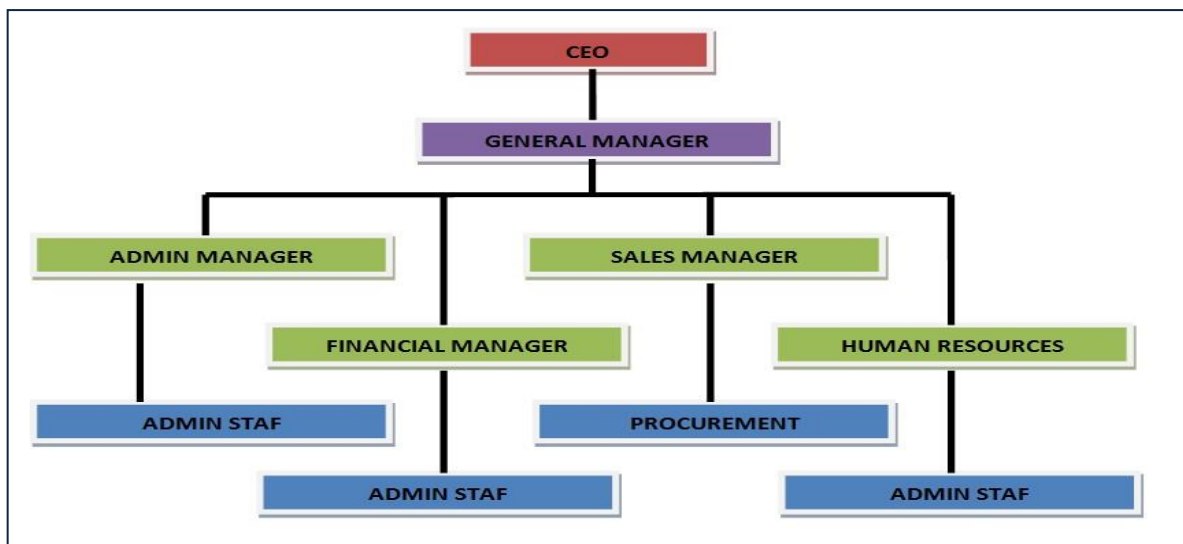 CEO
GENERAL MANAGER
ADMIN MANAGER
SALES MANAGER
FINANCIAL MANAGER
HUMAN RESOURCES
ADMIN STAF
PROCUREMENT
ADMIN STAF
ADMIN STAF